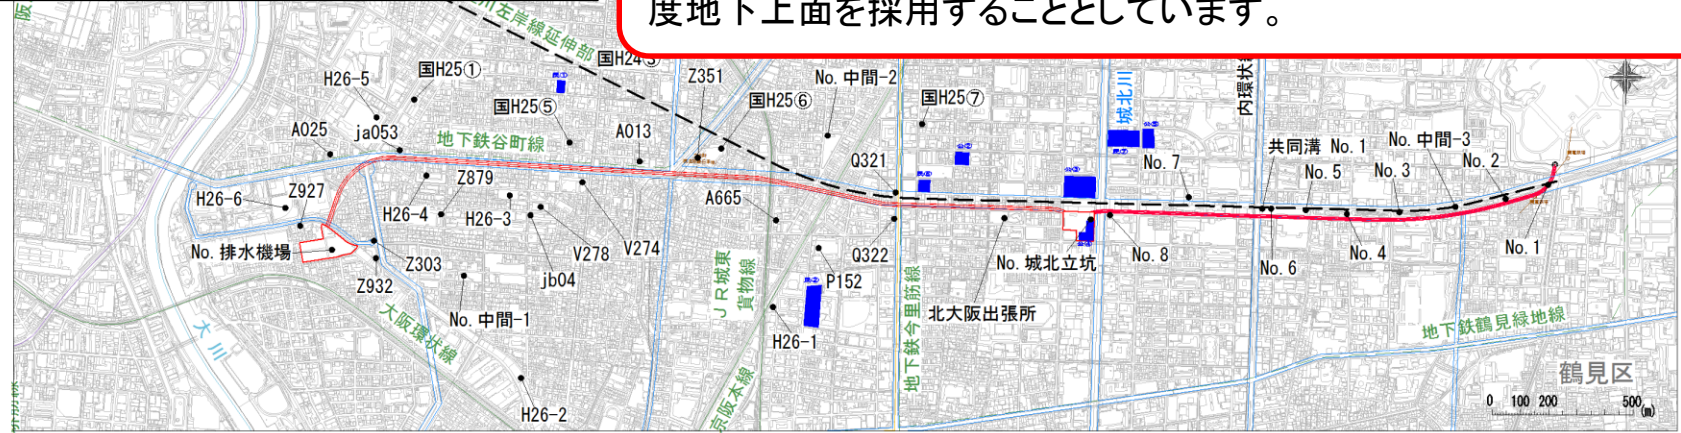 度地下上面を採用することとしています。
阪
川左岸線延伸部
国H24③
H26-5
国H25①
国H25⑤
Z351
国H25⑥
No. 中間-2
国H25⑦
城北川
内環状
A025
ja053
地下鉄谷町線
A013
Q321
No. 7
共同溝 No. 1
No. 中間-3
No. 5
No. 3
No. 2
H26-6
Z927
H26-4
Z879
H26-3
A665
No. 排水機場
Z303
Z932
jb04
V278
V274
JR城東
貨物線
P152
Q322
No. 城北立坑
No. 8
No. 6
No. 4
No. 1
大川
No. 中間-1
大阪環状線
H26-1
北大阪出張所
地下鉄今里筋線
地下鉄鶴見緑地線
H26-2
京阪本線
鶴見区
0 100 200 500(m)